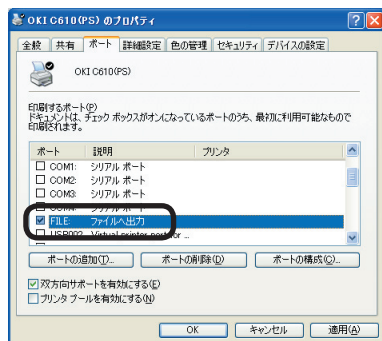 OKI C610(PS) のプロパティ
全般 共有 ポート 詳細設定 色の管理 セキュリティ デバイスの設定
OKI C610(PS)
印刷するポート(P)
ドキュメントは、チェック ボックスがオンになっているポートのうち、最初に利用可能なもので
印刷されます。
ポート 説明 プリンタ
COM1: シリアル ポート
COM2: シリアル ポート
COM3: シリアル ポート
COM4: シリアル ポート
FILE: ファイルへ出力
USB002 Virtual printer port for ...
ポートの追加(T)... ポートの削除(D) ポートの構成(C)...
双方向サポートを有効にする(E)
プリンタ プールを有効にする(N)
OK キャンセル 適用(A)